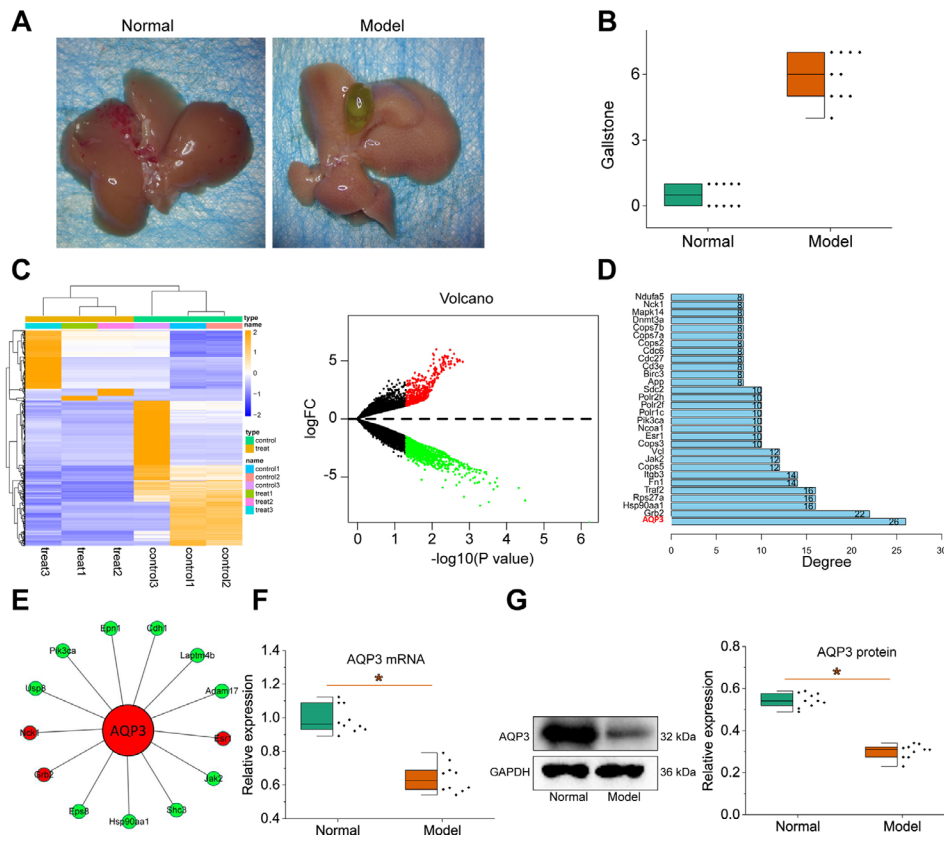 A
Normal
Model
B
Gallstone
6
3
0
Normal
Model
C
type
name
2
1
0
−1
−2
type
control
treat
name
control1
control2
control3
treat1
treat2
treat3
treat3
treat1
treat2
control3
control1
control2
Volcano
logFC
5
0
−5
0
1
2
3
4
5
6
-log10(P value)
D
Ndufa5 8
Nck1 8
Mapk14 8
Dnmt3a 8
Cops7b 8
Cops7a 8
Cops2 8
Cdc6 8
Cdc27 8
Cd3e 8
Birc3 8
App 8
Sdc2 10
Polr2h 10
Polr2f 10
Polr1c 10
Pik3ca 10
Ncoa1 10
Esr1 10
Cops3 10
Vcl 12
Jak2 12
Cops5 12
Itgb3 14
Fn1 14
Traf2 16
Rps27a 16
Hsp90aa1 16
Grb2 22
AQP3 26
0 5 10 15 20 25 30
Degree
E
Epn1
Cdh1
Pik3ca
Laptm4b
Usp8
Adam17
AQP3
Esr1
Grb2
Jak2
Eps8
Shc3
Hsp90aa1
F
AQP3 mRNA
*
Relative expression
1.4
1.2
1.0
0.8
0.6
0.4
Normal
Model
G
AQP3
32 kDa
GAPDH
36 kDa
Normal
Model
AQP3 protein
*
Relative expression
0.8
0.6
0.4
0.2
0.0
Normal
Model